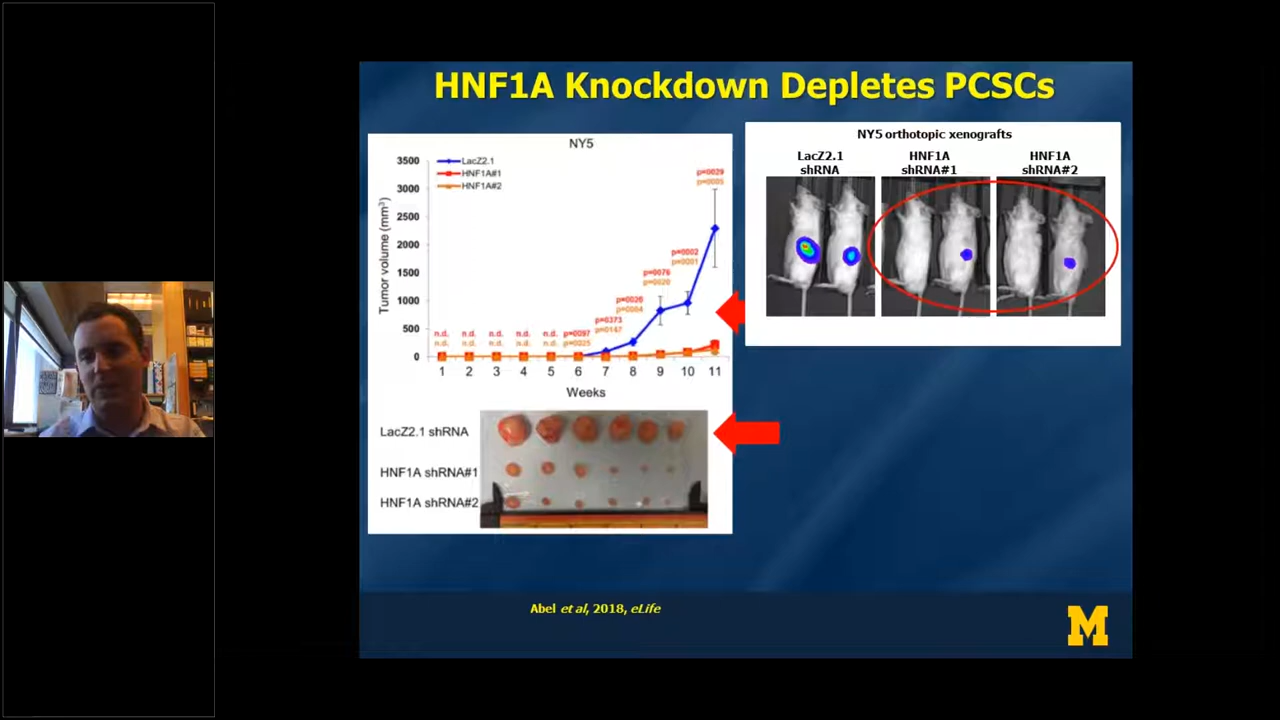 HNF1A Knockdown Depletes PCSCs
NY5
LacZ2.1
HNF1A#1
HNF1A#2
Tumor volume (mm³)
3500
3000
2500
2000
1500
1000
500
0
n.d. n.d. n.d. n.d. n.d. p=0097 p=0373 p=0026 p=0076 p=0002 p=0029
n.d. n.d. n.d. n.d. n.d. p=0025 p=0147 p=0004 p=0020 p=0001 p=0005
1 2 3 4 5 6 7 8 9 10 11
Weeks
LacZ2.1 shRNA
HNF1A shRNA#1
HNF1A shRNA#2
NY5 orthotopic xenografts
LacZ2.1
shRNA
HNF1A
shRNA#1
HNF1A
shRNA#2
Abel et al, 2018, eLife
M